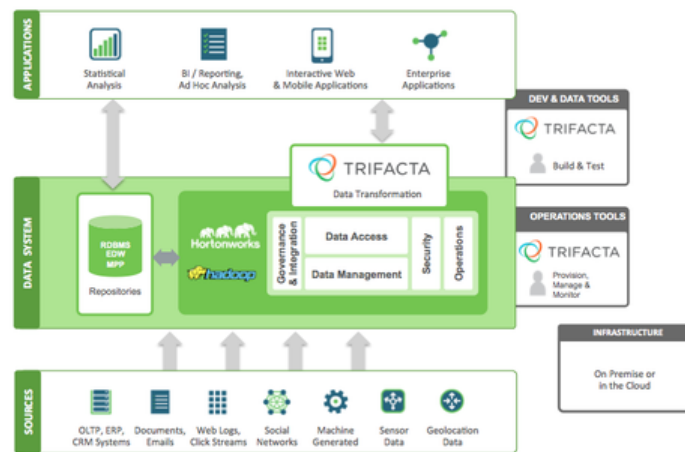 APPLICATIONS
Statistical
Analysis
BI / Reporting,
Ad Hoc Analysis
Interactive Web
& Mobile Applications
Enterprise
Applications
DEV & DATA TOOLS
TRIFACTA
Build & Test
TRIFACTA
Data Transformation
DATA SYSTEM
RDBMS
EDW
MPP
Repositories
Hortonworks
hadoop
Governance
& Integration
Data Access
Data Management
Security
Operations
OPERATIONS TOOLS
TRIFACTA
Provision,
Manage &
Monitor
INFRASTRUCTURE
On Premise or
in the Cloud
SOURCES
OLTP, ERP,
CRM Systems
Documents,
Emails
Web Logs,
Click Streams
Social
Networks
Machine
Generated
Sensor
Data
Geolocation
Data